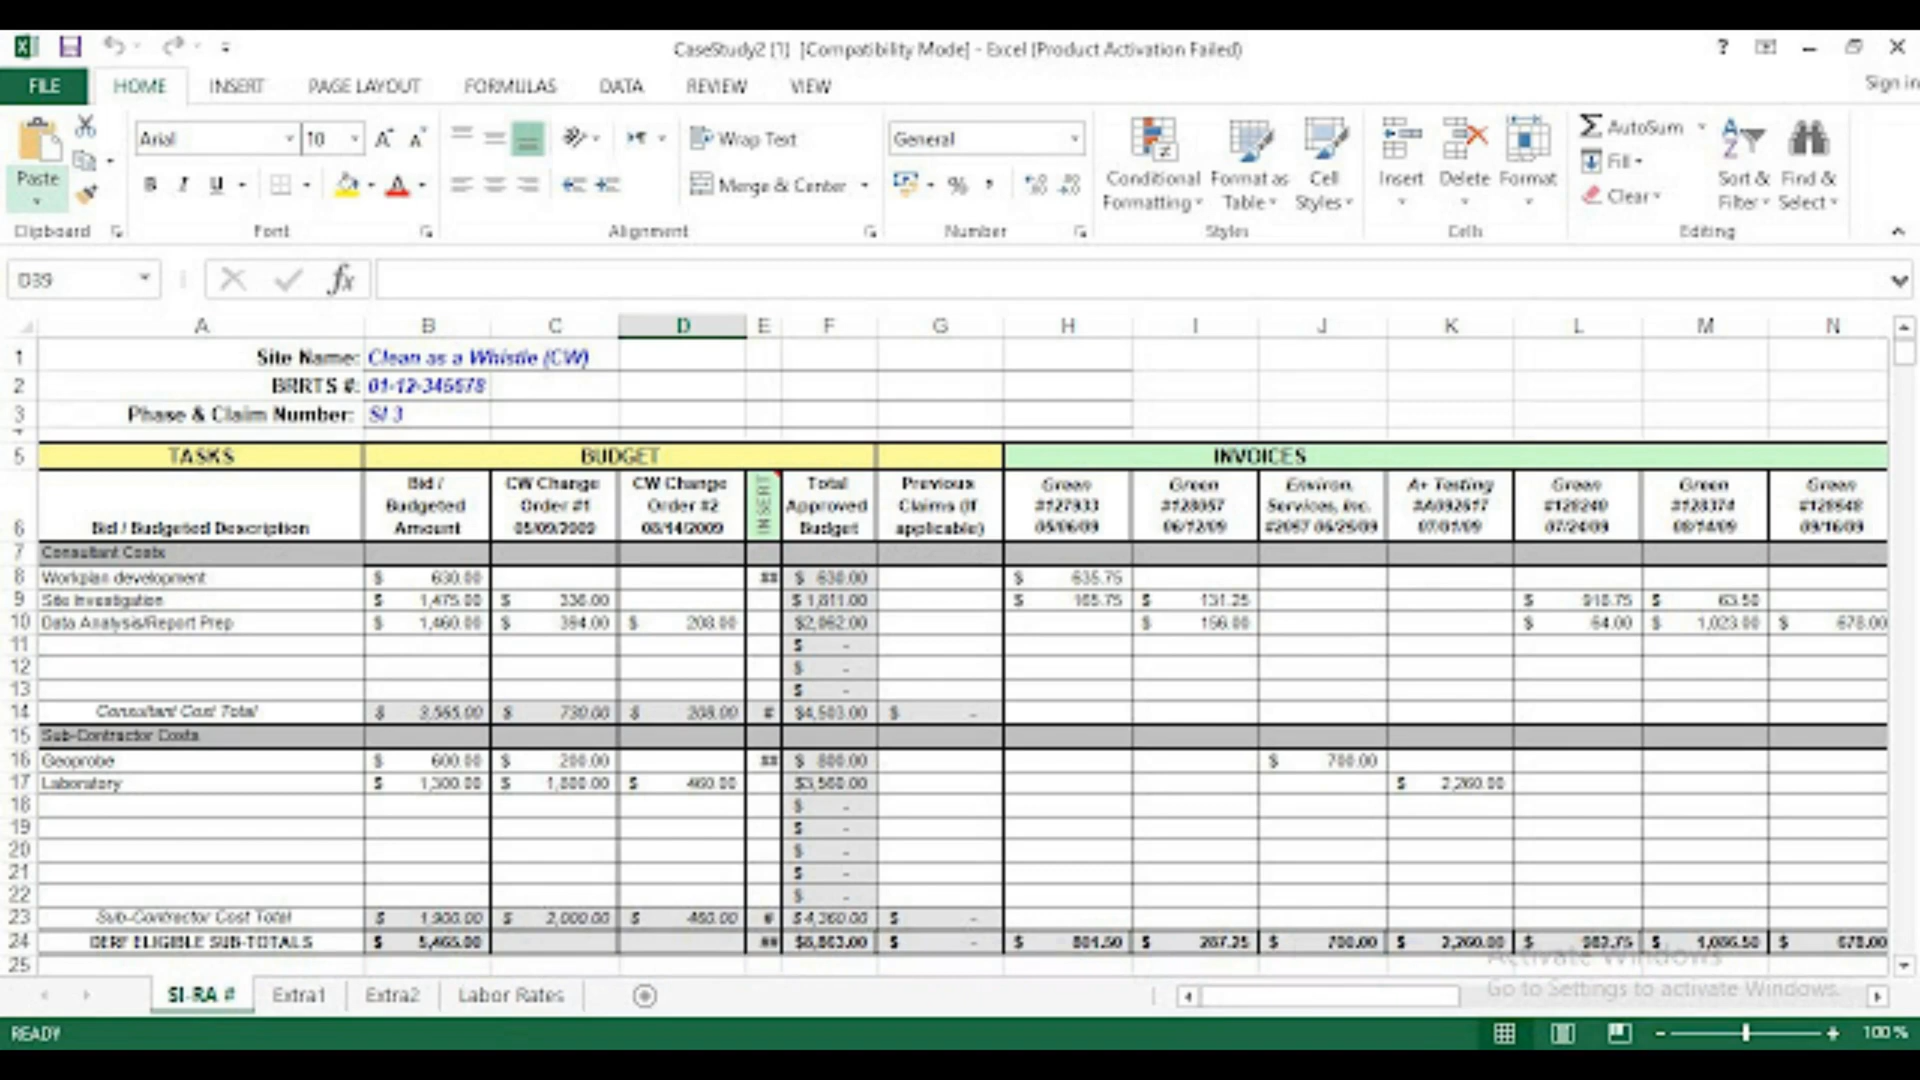 CaseStudy2 [1] [Compatibility Mode] - Excel (Product Activation Failed)
FILE HOME INSERT PAGE LAYOUT FORMULAS DATA REVIEW VIEW Sign in
Arial 10 Wrap Text General AutoSum
Paste Merge & Center Conditional Formatting Format as Table Cell Styles Insert Delete Format Fill Clear Sort & Filter Find & Select
Clipboard Font Alignment Number Styles Cells Editing
D39
A B C D E F G H I J K L M N
1 Site Name: Clean as a Whistle (CW)
2 BRRTS #:
3 Phase & Claim Number: SI 3
5 TASKS BUDGET INVOICES
6 Bid / Budgeted Description Bid / Budgeted Amount CW Change Order #1 05/09/2009 CW Change Order #2 08/14/2009 INSERT Total Approved Budget Previous Claims (If applicable) Green #127933 05/06/09 Green 06/12/09 Environ. Services, Inc. A+ Testing 07/01/09 Green 07/24/09 Green 08/14/09 Green 09/16/09
7 Consultant Costs
8 Workplan development $ 630.00 ## $ 630.00 $ 635.75
9 Site Investigation $ 1,475.00 $ 336.00 $ 1,811.00 $ 165.75 $ 131.25 $ 918.75 $ 63.50
10 Data Analysis/Report Prep $ 1,460.00 $ 394.00 $ 208.00 $2,062.00 $ 156.00 $ 64.00 $ 1,023.00 $ 678.00
11 $ -
12 $ -
13 $ -
14 Consultant Cost Total $ 3,565.00 $ 730.00 $ 208.00 # $4,503.00 $ -
15 Sub-Contractor Costs
16 Geoprobe $ 600.00 $ 200.00 ## $ 800.00 $ 700.00
17 Laboratory $ 1,300.00 $ 1,800.00 $ 460.00 $3,560.00 $ 2,260.00
18 $ -
19 $ -
20 $ -
21 $ -
22 $ -
23 Sub-Contractor Cost Total $ 1,900.00 $ 2,000.00 $ 460.00 # $4,360.00 $ -
24 DERF ELIGIBLE SUB-TOTALS $ 5,465.00 ## $8,863.00 $ - $ 801.50 $ 287.25 $ 700.00 $ 2,260.00 $ 982.75 $ 1,086.50 $ 678.00
25
Activate Windows
Go to Settings to activate Windows.
SI-RA # Extra1 Extra2 Labor Rates
READY 100 %